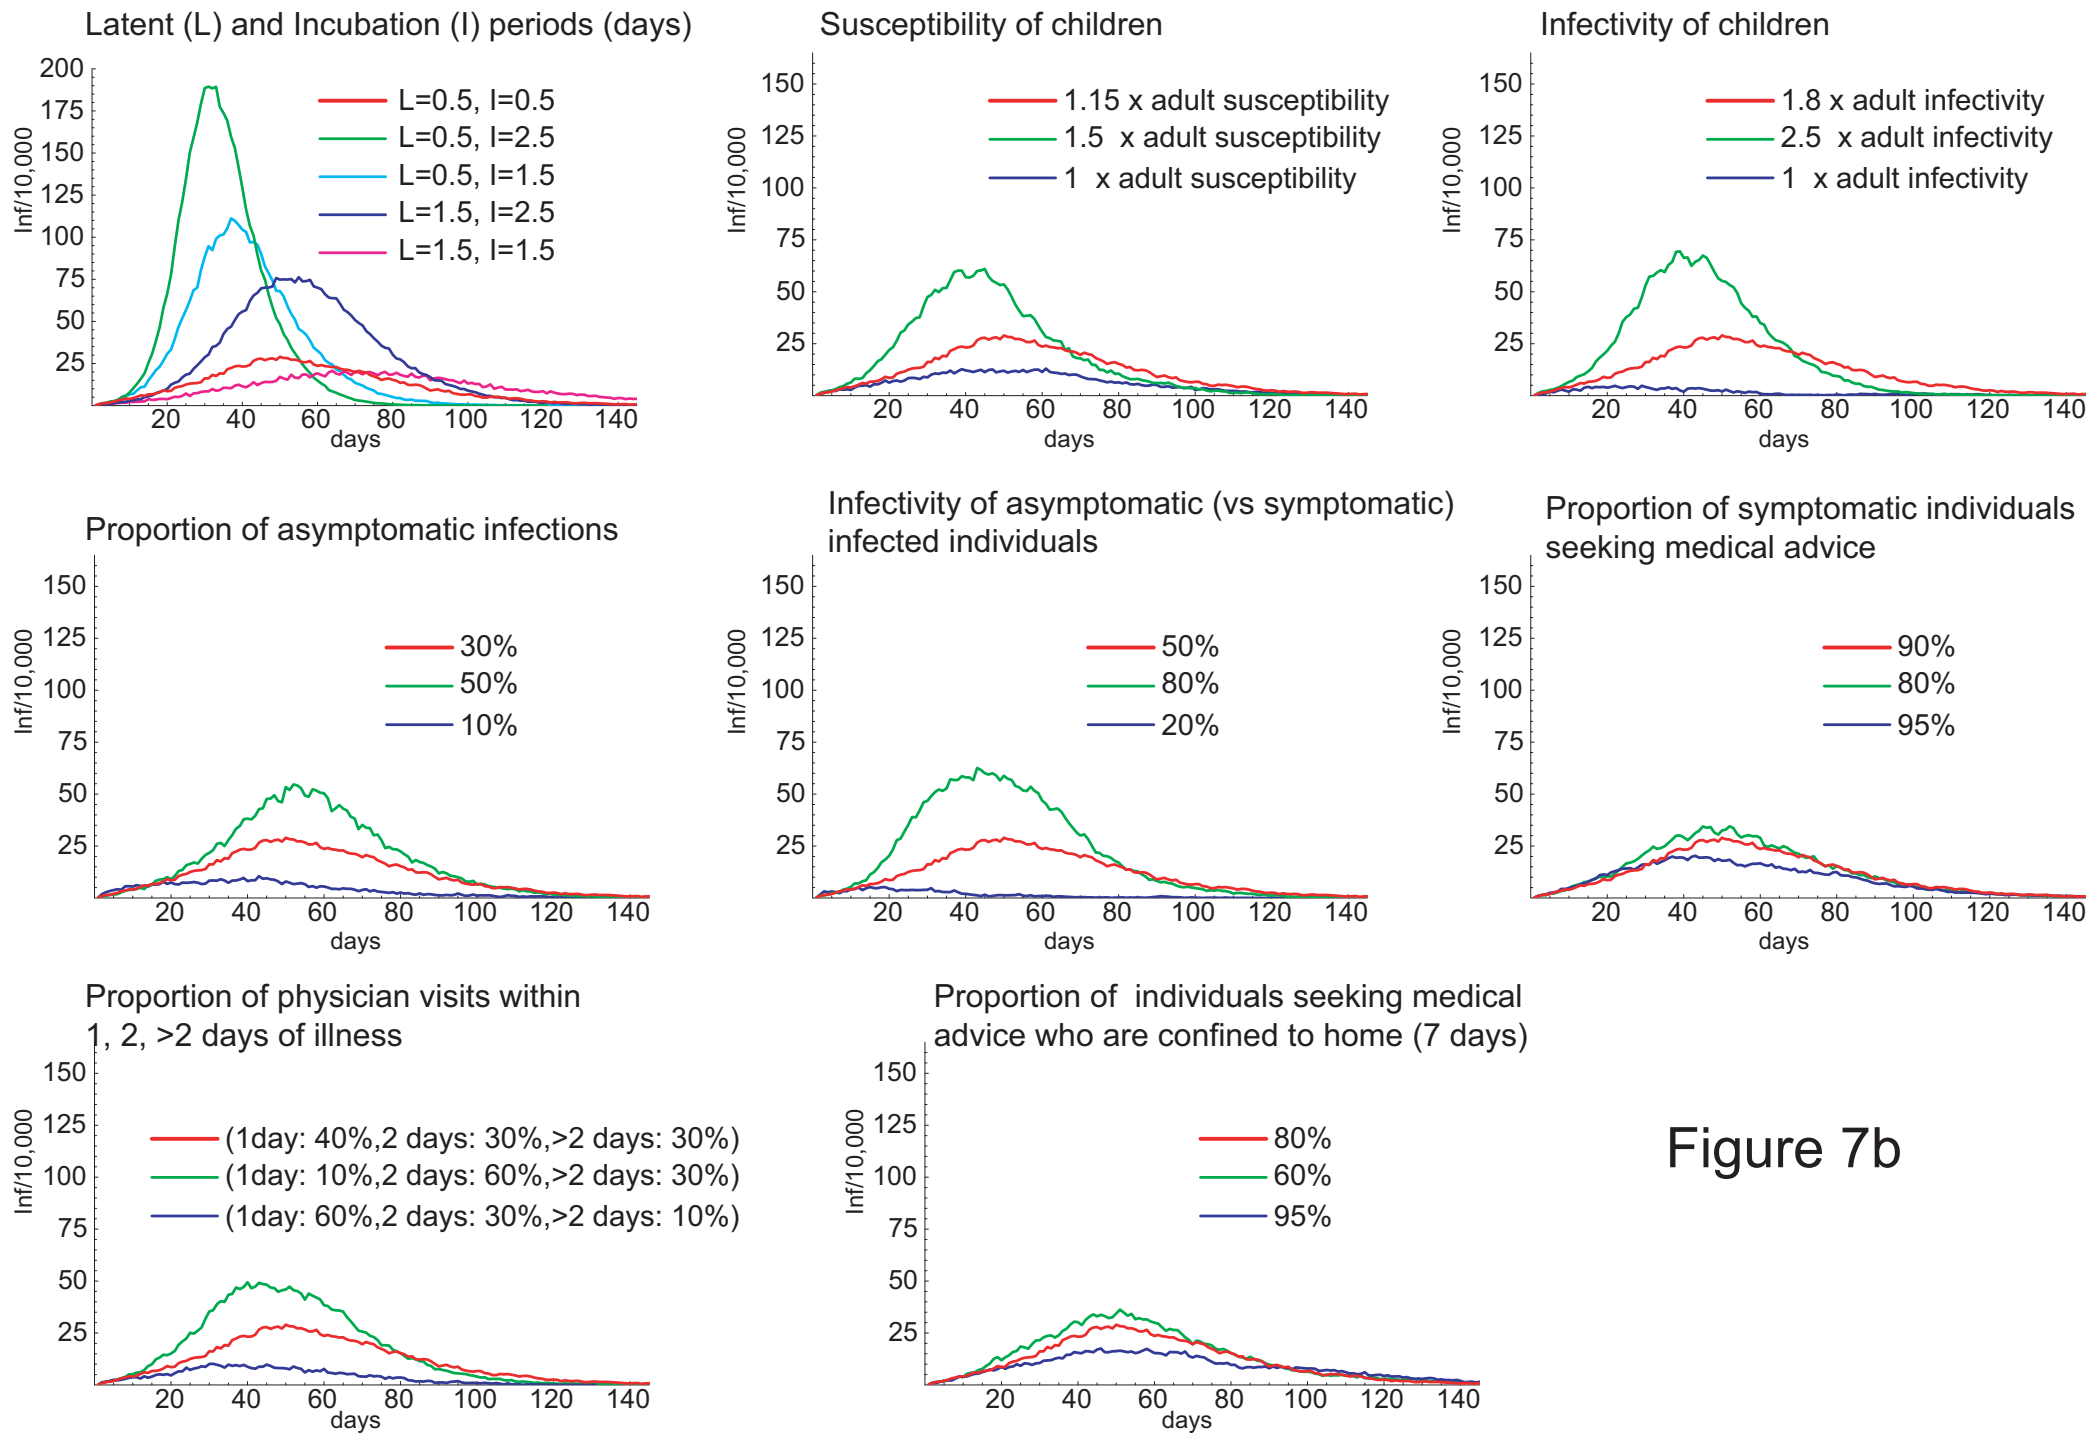 Latent (L) and Incubation (I) periods (days)
200
175
150
125
100
75
50
25
Inf/10,000
L=0.5, I=0.5
L=0.5, I=2.5
L=0.5, I=1.5
L=1.5, I=2.5
L=1.5, I=1.5
20 40 60 80 100 120 140
days
Susceptibility of children
150
125
100
75
50
25
Inf/10,000
1.15 x adult susceptibility
1.5 x adult susceptibility
1 x adult susceptibility
20 40 60 80 100 120 140
days
Infectivity of children
150
125
100
75
50
25
Inf/10,000
1.8 x adult infectivity
2.5 x adult infectivity
1 x adult infectivity
20 40 60 80 100 120 140
days
Proportion of asymptomatic infections
150
125
100
75
50
25
Inf/10,000
30%
50%
10%
20 40 60 80 100 120 140
days
Infectivity of asymptomatic (vs symptomatic)
infected individuals
150
125
100
75
50
25
Inf/10,000
50%
80%
20%
20 40 60 80 100 120 140
days
Proportion of symptomatic individuals
seeking medical advice
150
125
100
75
50
25
Inf/10,000
90%
80%
95%
20 40 60 80 100 120 140
days
Proportion of physician visits within
1, 2, >2 days of illness
150
125
100
75
50
25
Inf/10,000
(1day: 40%,2 days: 30%,>2 days: 30%)
(1day: 10%,2 days: 60%,>2 days: 30%)
(1day: 60%,2 days: 30%,>2 days: 10%)
20 40 60 80 100 120 140
days
Proportion of individuals seeking medical
advice who are confined to home (7 days)
150
125
100
75
50
25
Inf/10,000
80%
60%
95%
20 40 60 80 100 120 140
days
Figure 7b